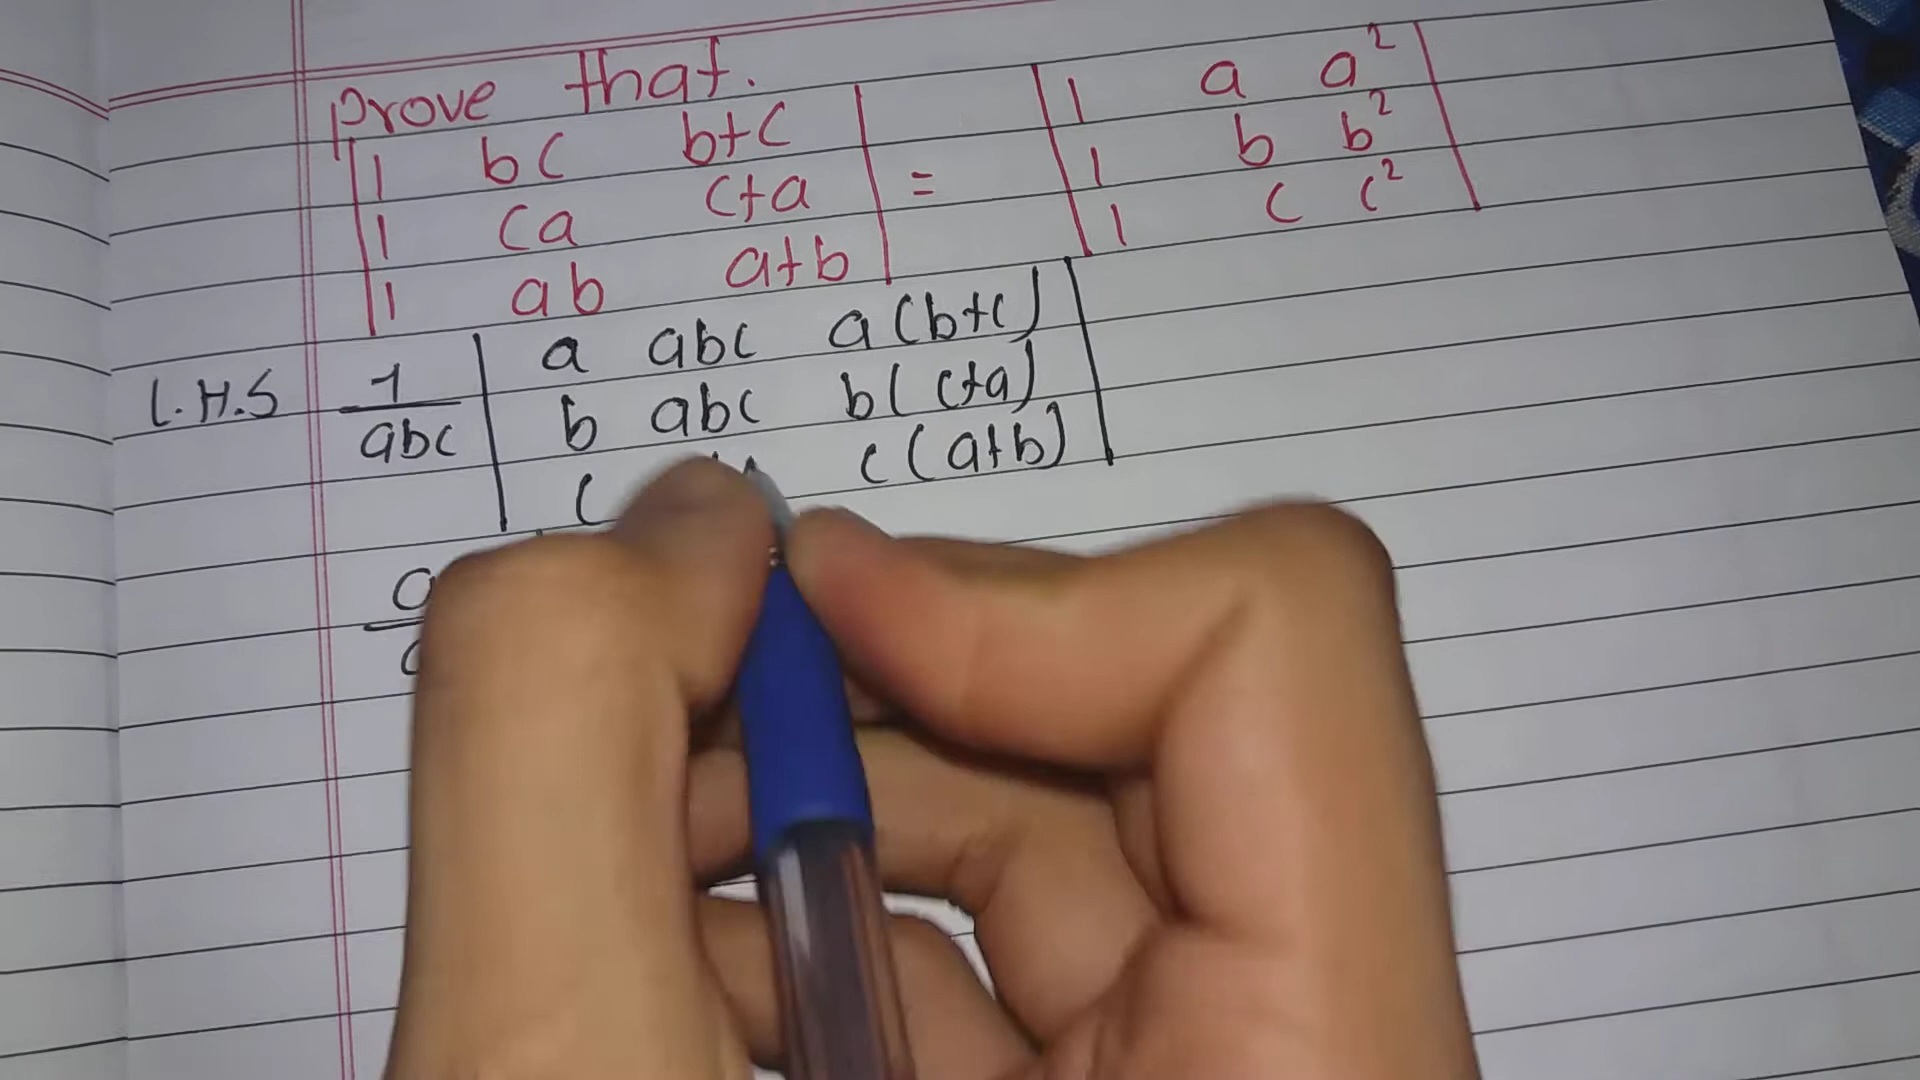 Prove that.
| 1 bc b+c | | 1 a a² |
| 1 ca c+a | = | 1 b b² |
| 1 ab a+b | | 1 c c² |
L.H.S 1/abc | a abc a(b+c) |
| b abc b(c+a) |
| c c(a+b) |